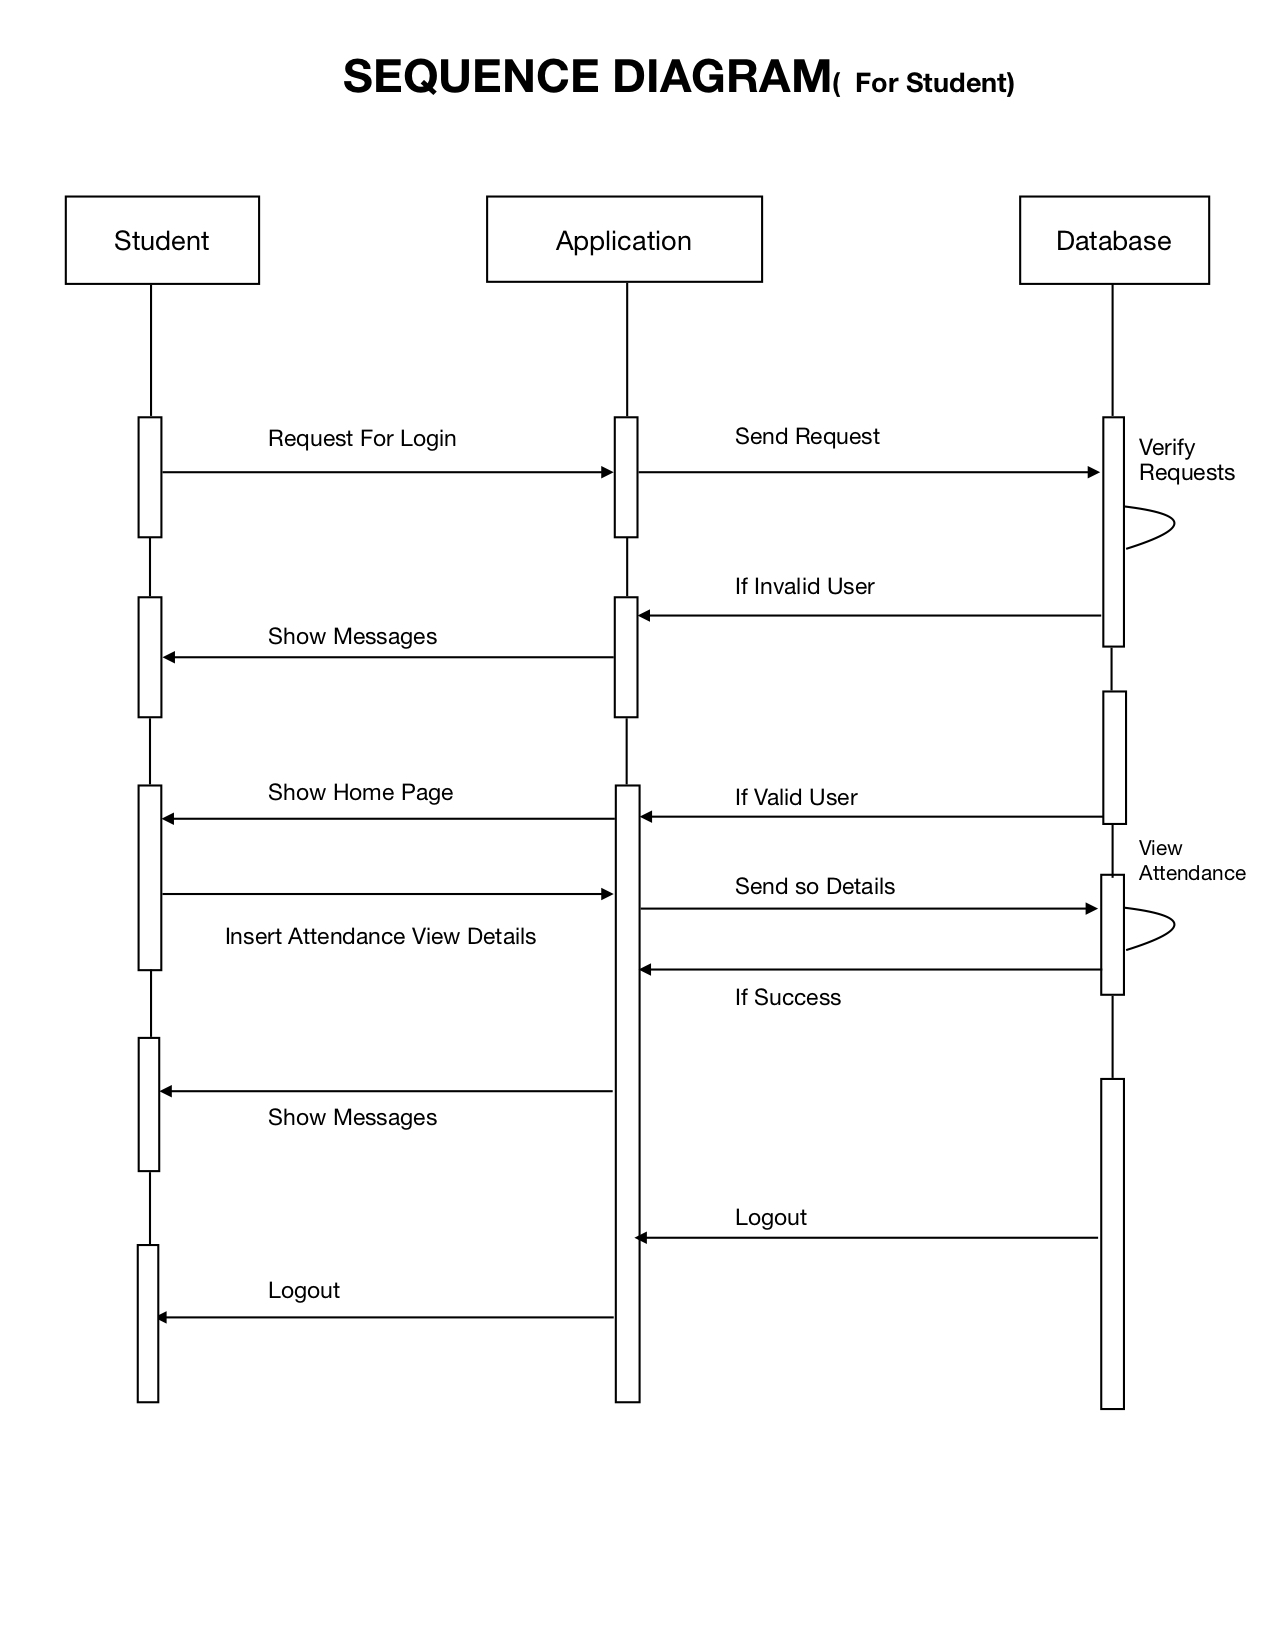 SEQUENCE DIAGRAM( For Student)
Student
Application
Database
Request For Login
Send Request
Verify
Requests
If Invalid User
Show Messages
Show Home Page
If Valid User
View
Attendance
Send so Details
Insert Attendance View Details
If Success
Show Messages
Logout
Logout